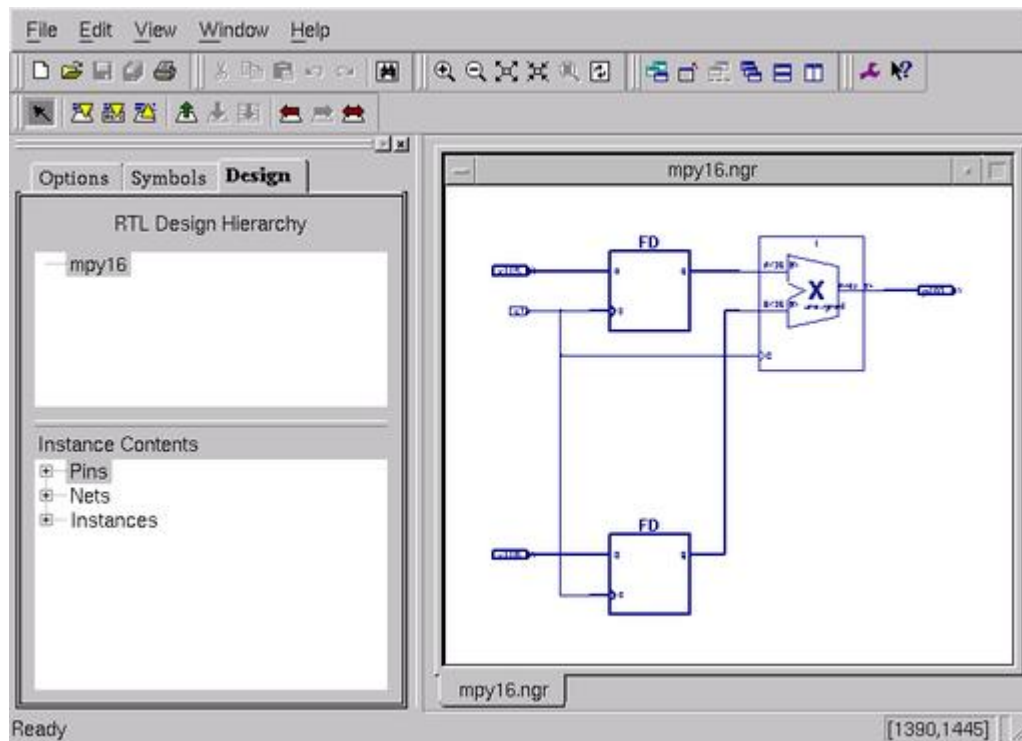 File Edit View Window Help
Options Symbols Design
RTL Design Hierarchy
mpy16
Instance Contents
Pins
Nets
Instances
mpy16.ngr
FD
X
FD
mpy16.ngr
Ready
[1390,1445]